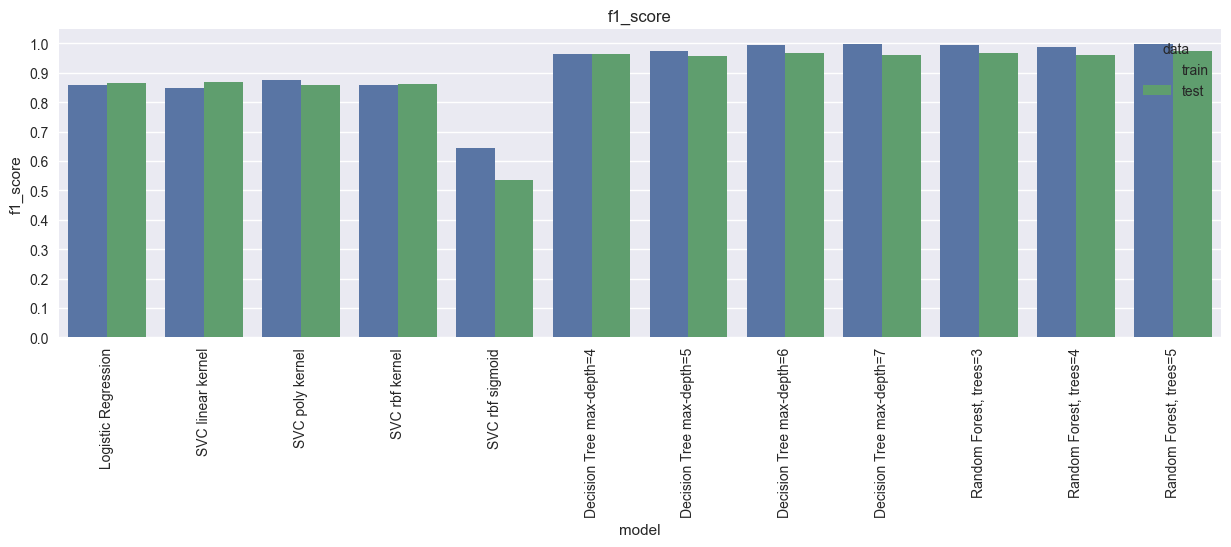 f1_score
1.0
0.9
0.8
0.7
0.6
0.5
0.4
0.3
0.2
0.1
0.0
f1_score
data
train
test
Logistic Regression
SVC linear kernel
SVC poly kernel
SVC rbf kernel
SVC rbf sigmoid
Decision Tree max-depth=4
Decision Tree max-depth=5
Decision Tree max-depth=6
Decision Tree max-depth=7
Random Forest, trees=3
Random Forest, trees=4
Random Forest, trees=5
model